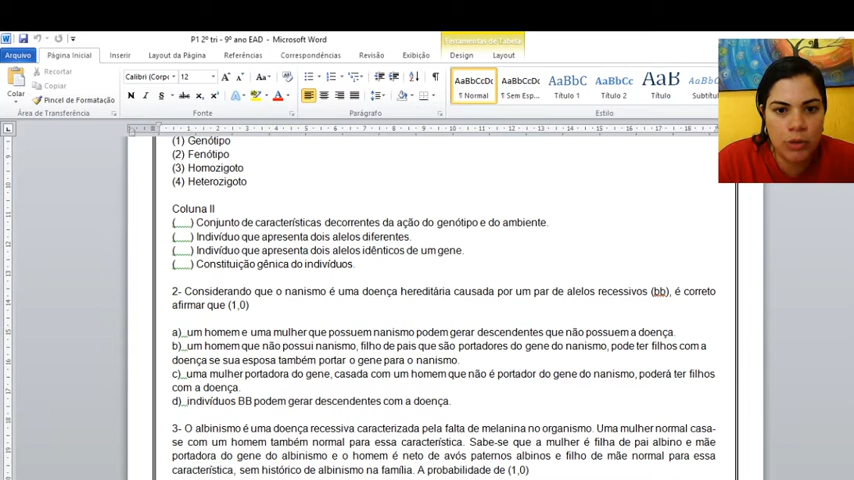 P1 2º tri - 9º ano EAD - Microsoft Word
Ferramentas de Tabela
Arquivo Página Inicial Inserir Layout da Página Referências Correspondências Revisão Exibição Design Layout
Recortar
Copiar
Pincel de Formatação
Colar
Calibri (Corpo 12
AaBbCcDc AaBbCcDc AaBbC AaBbCc AaB
¶ Normal ¶ Sem Esp... Título 1 Título 2 Título
Área de Transferência Fonte Parágrafo Estilo
(1) Genótipo
(2) Fenótipo
(3) Homozigoto
(4) Heterozigoto
Coluna II
(___) Conjunto de características decorrentes da ação do genótipo e do ambiente.
(___) Indivíduo que apresenta dois alelos diferentes.
(___) Indivíduo que apresenta dois alelos idênticos de um gene.
(___) Constituição gênica do indivíduos.
2- Considerando que o nanismo é uma doença hereditária causada por um par de alelos recessivos (bb), é correto
afirmar que (1,0)
a)_um homem e uma mulher que possuem nanismo podem gerar descendentes que não possuem a doença.
b)_um homem que não possui nanismo, filho de pais que são portadores do gene do nanismo, pode ter filhos com a
doença se sua esposa também portar o gene para o nanismo.
c)_uma mulher portadora do gene, casada com um homem que não é portador do gene do nanismo, poderá ter filhos
com a doença.
d)_indivíduos BB podem gerar descendentes com a doença.
3- O albinismo é uma doença recessiva caracterizada pela falta de melanina no organismo. Uma mulher normal casa-
se com um homem também normal para essa característica. Sabe-se que a mulher é filha de pai albino e mãe
portadora do gene do albinismo e o homem é neto de avós paternos albinos e filho de mãe normal para essa
característica, sem histórico de albinismo na família. A probabilidade de (1,0)